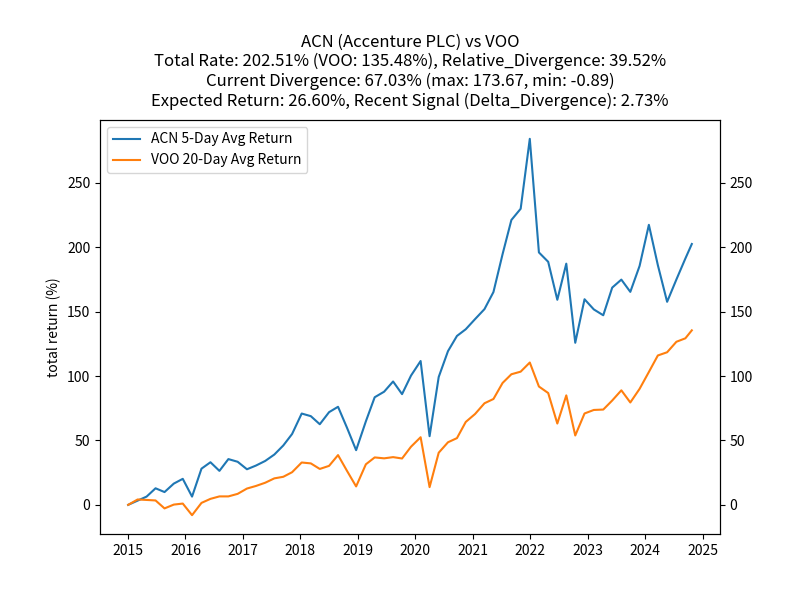 ACN (Accenture PLC) vs VOO
Total Rate: 202.51% (VOO: 135.48%), Relative_Divergence: 39.52%
Current Divergence: 67.03% (max: 173.67, min: -0.89)
Expected Return: 26.60%, Recent Signal (Delta_Divergence): 2.73%
ACN 5-Day Avg Return
VOO 20-Day Avg Return
total return (%)
250
200
150
100
50
0
250
200
150
100
50
0
2015 2016 2017 2018 2019 2020 2021 2022 2023 2024 2025